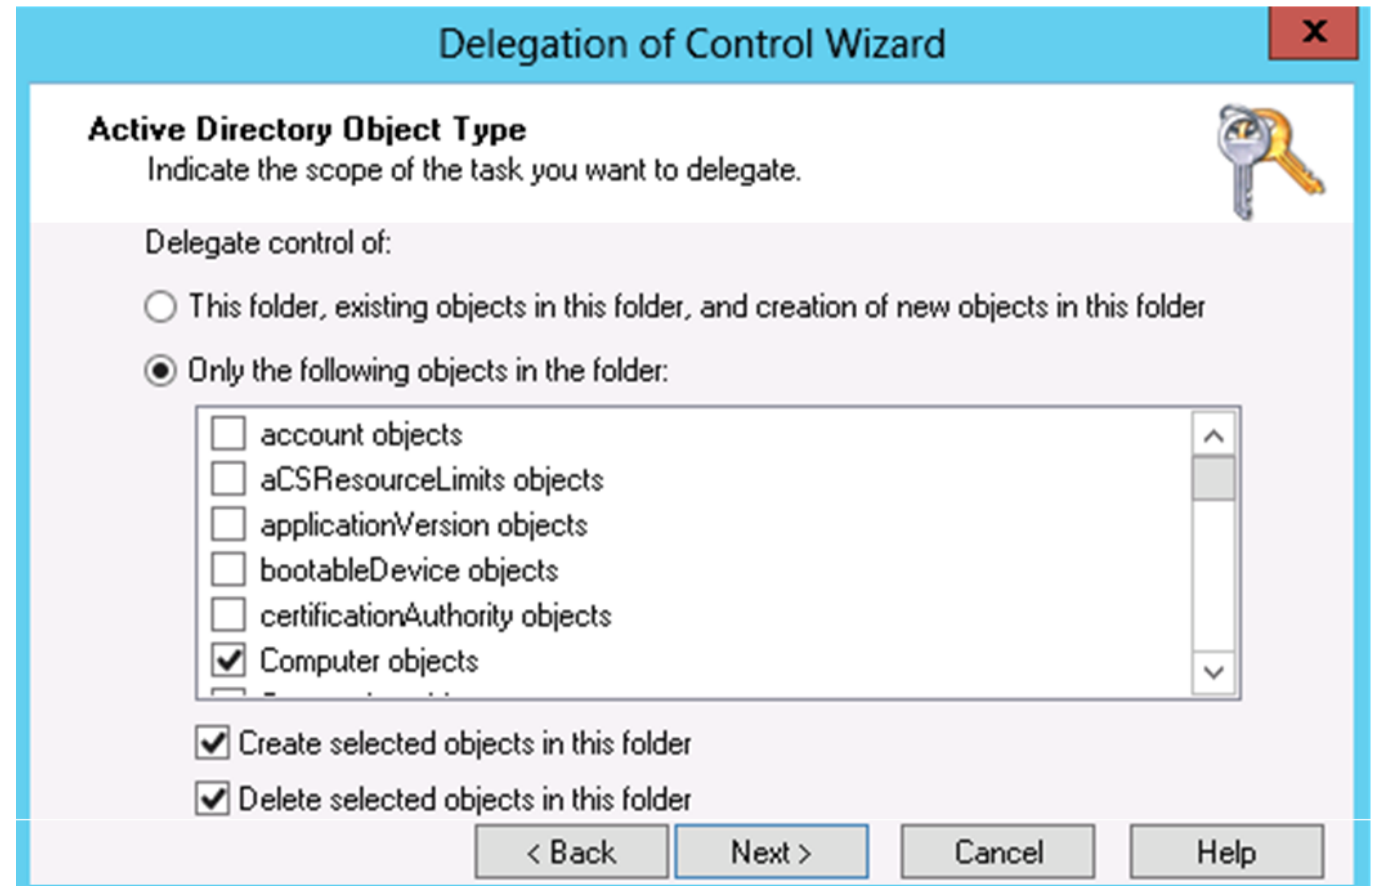 Delegation of Control Wizard
x
Active Directory Object Type
Indicate the scope of the task you want to delegate.
Delegate control of:
This folder, existing objects in this folder, and creation of new objects in this folder
Only the following objects in the folder:
account objects
aCSResourceLimits objects
applicationVersion objects
bootableDevice objects
certificationAuthority objects
Computer objects
Create selected objects in this folder
Delete selected objects in this folder
< Back Next > Cancel Help